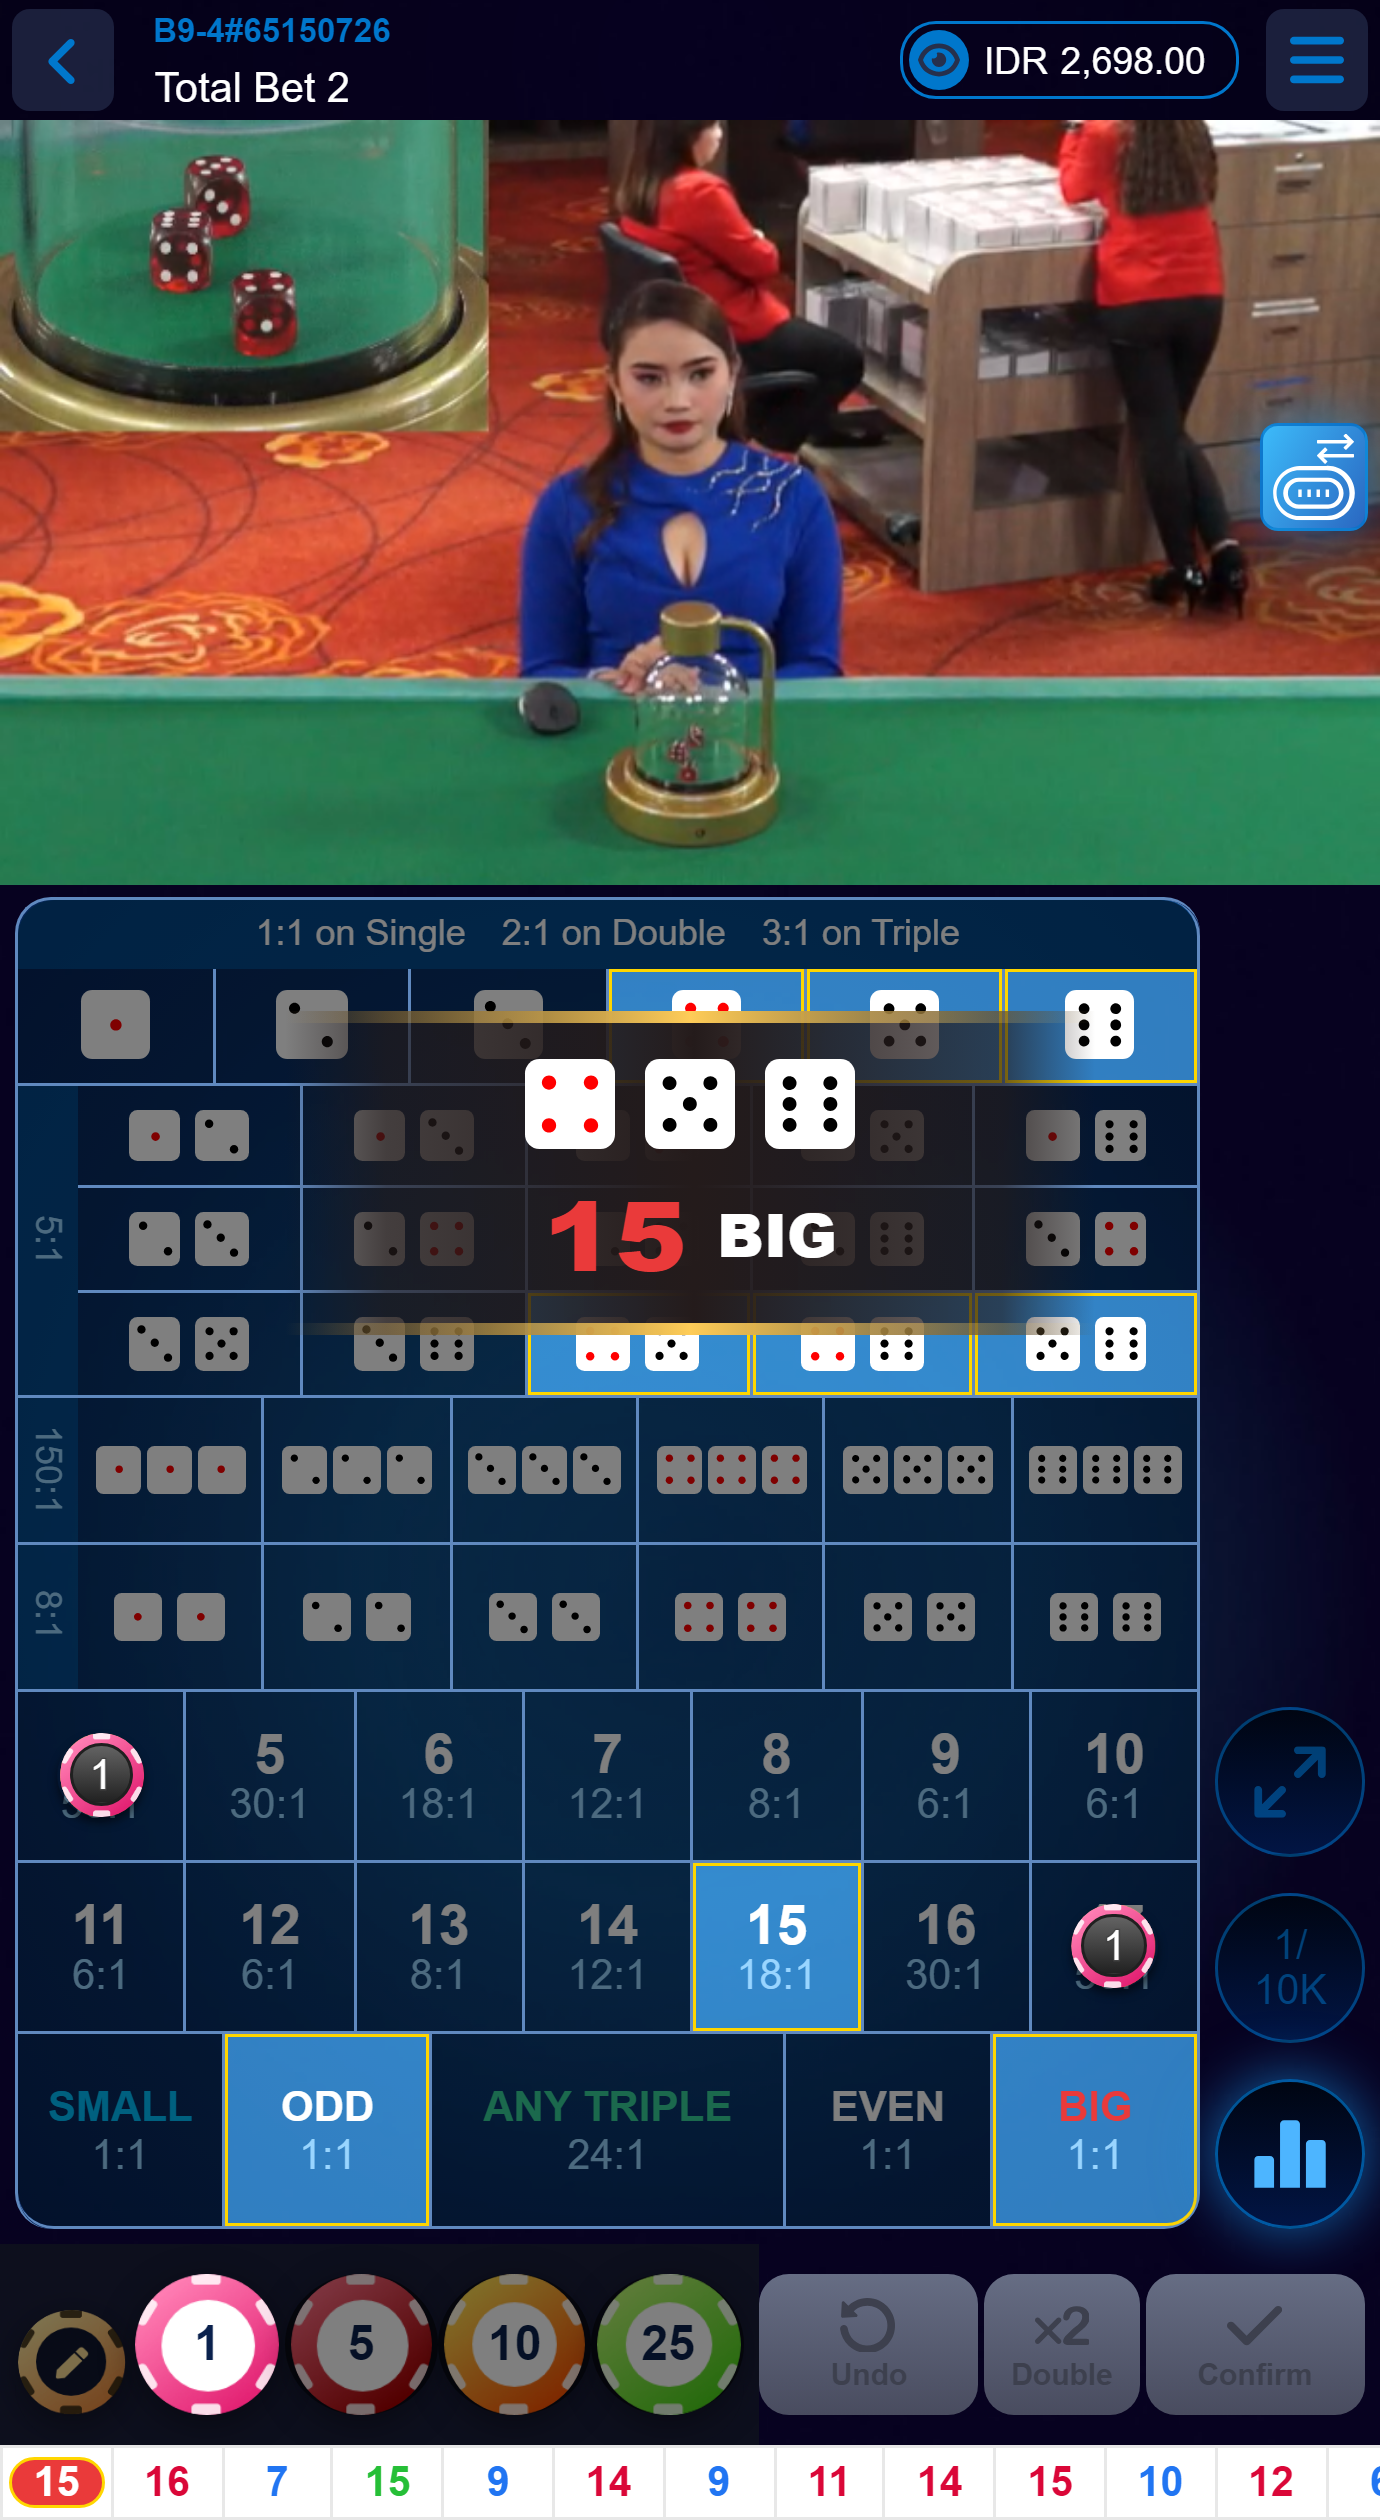 B9-4#65150726
Total Bet 2
IDR 2,698.00
1:1 on Single 2:1 on Double 3:1 on Triple
15 BIG
5:1
150:1
8:1
1
5 6 7 8 9 10
30:1 18:1 12:1 8:1 6:1 6:1
11 12 13 14 15 16
1
6:1 6:1 8:1 12:1 18:1 30:1
1/
10K
SMALL ODD ANY TRIPLE EVEN BIG
1:1 1:1 24:1 1:1 1:1
1 5 10 25
x2
Undo Double Confirm
15 16 7 15 9 14 9 11 14 15 10 12